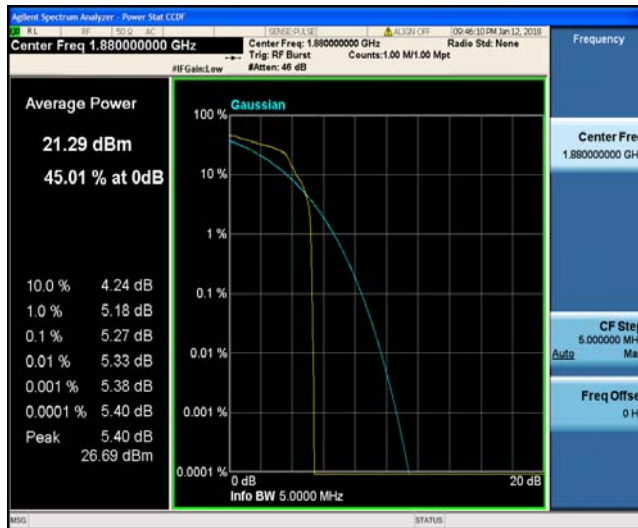 Agilent Spectrum Analyzer - Power Stat CCDF
RL RF 50 Ω AC SENSE:PULSE ALIGN OFF 09:46:10 PM Jan 12, 2018
Center Freq 1.880000000 GHz
Center Freq: 1.880000000 GHz Radio Std: None
Trig: RF Burst Counts:1.00 M/1.00 Mpt
#IFGain:Low #Atten: 46 dB
Frequency
Average Power
21.29 dBm
45.01 % at 0dB
10.0 % 4.24 dB
1.0 % 5.18 dB
0.1 % 5.27 dB
0.01 % 5.33 dB
0.001 % 5.38 dB
0.0001 % 5.40 dB
Peak 5.40 dB
26.69 dBm
Gaussian
100 %
10 %
1 %
0.1 %
0.01 %
0.001 %
0.0001 %
0 dB 20 dB
Info BW 5.0000 MHz
Center Fre
1.880000000 GH
CF Ste
5.000000 MH
Auto Ma
Freq Offse
0 H
MSG STATUS